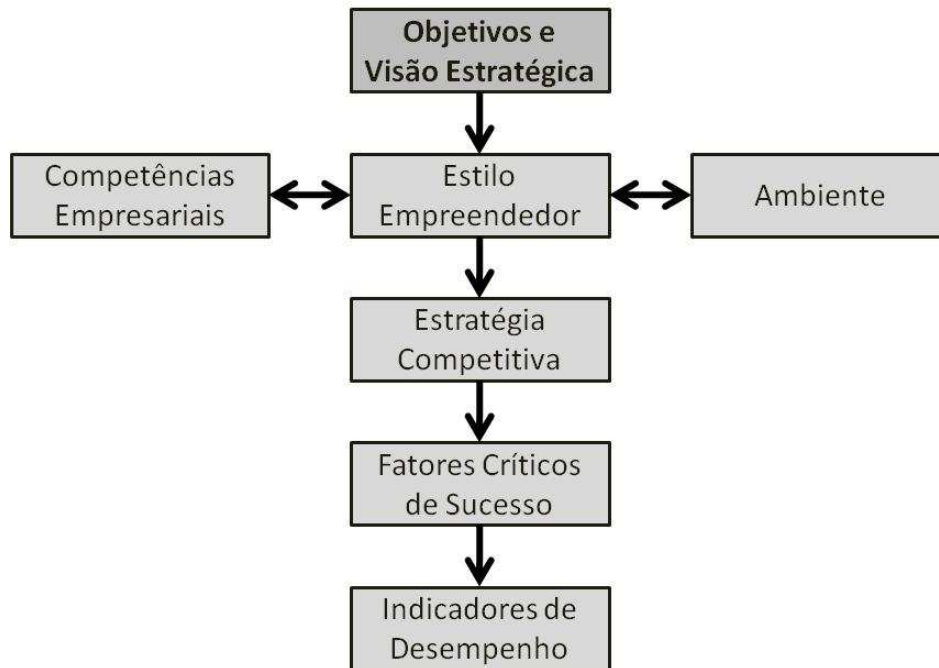 Objetivos e
Visão Estratégica
Competências
Empresariais
Estilo
Empreendedor
Ambiente
Estratégia
Competitiva
Fatores Críticos
de Sucesso
Indicadores de
Desempenho